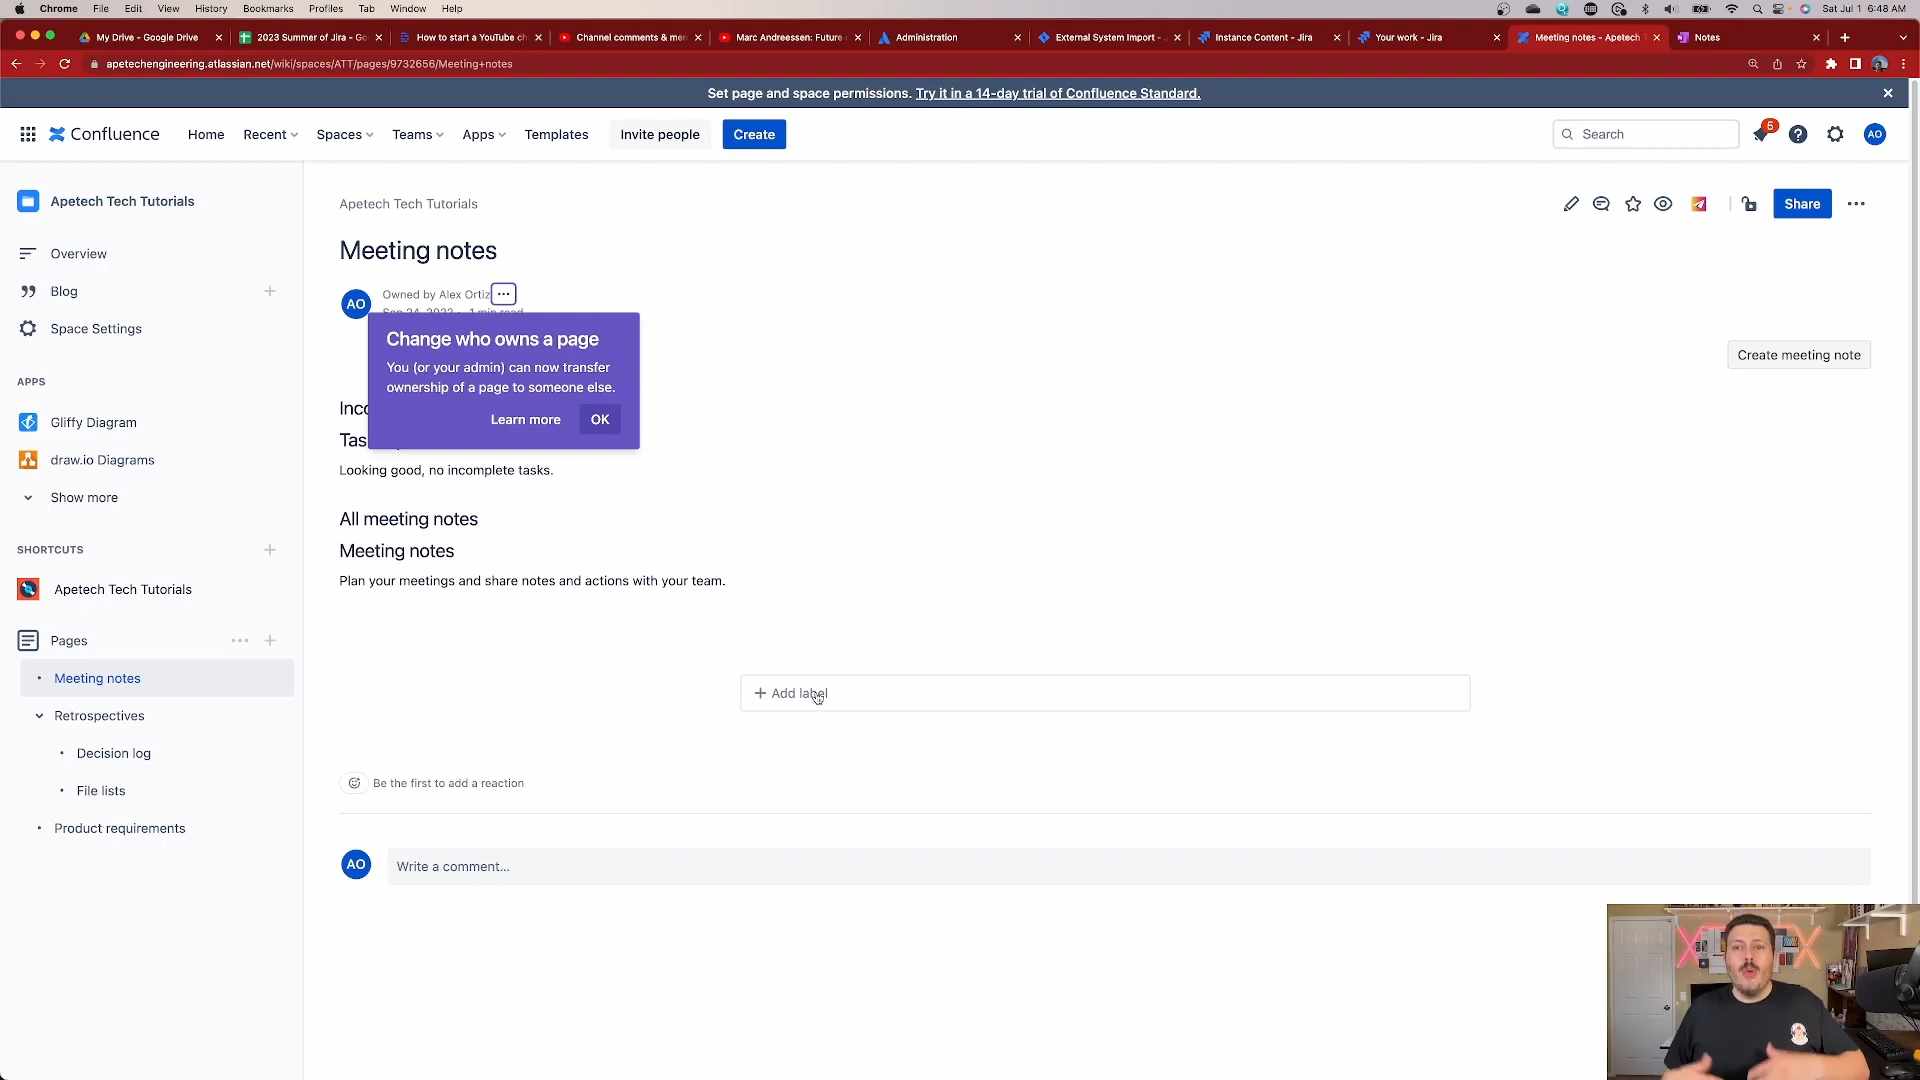 Chrome File Edit View History Bookmarks Profiles Tab Window Help Sat Jul 1 6:48 AM
My Drive - Google Drive 2023 Summer of Jira - Go How to start a YouTube ch Channel comments & men Marc Andreessen: Future Administration External System Import - Instance Content - Jira Your work - Jira Meeting notes - Apetech Notes
apetechengineering.atlassian.net/wiki/spaces/ATT/pages/9732656/Meeting+notes
Set page and space permissions. Try it in a 14-day trial of Confluence Standard.
Confluence Home Recent Spaces Teams Apps Templates Invite people Create Search 5 AO
Apetech Tech Tutorials
Overview
Blog
Space Settings
APPS
Gliffy Diagram
draw.io Diagrams
Show more
SHORTCUTS
Apetech Tech Tutorials
Pages
Meeting notes
Retrospectives
Decision log
File lists
Product requirements
Apetech Tech Tutorials
Share
Meeting notes
AO Owned by Alex Ortiz
Change who owns a page
You (or your admin) can now transfer
ownership of a page to someone else.
Learn more OK
Create meeting note
Looking good, no incomplete tasks.
All meeting notes
Meeting notes
Plan your meetings and share notes and actions with your team.
+ Add label
Be the first to add a reaction
AO Write a comment...